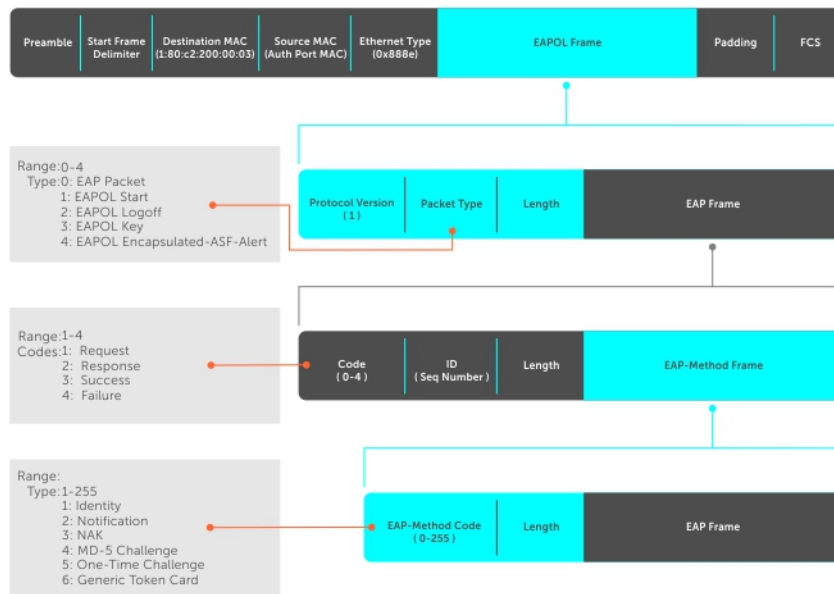 Preamble
Start Frame
Delimiter
Destination MAC
(1:80:c2:200:00:03)
Source MAC
(Auth Port MAC)
Ethernet Type
(0x888e)
EAPOL Frame
Padding
FCS
Range:0-4
Type:0: EAP Packet
1: EAPOL Start
2: EAPOL Logoff
3: EAPOL Key
4: EAPOL Encapsulated-ASF-Alert
Protocol Version
( 1 )
Packet Type
Length
EAP Frame
Range:1-4
Codes:1: Request
2: Response
3: Success
4: Failure
Code
( 0-4 )
ID
( Seq Number )
Length
EAP-Method Frame
Range:
Type:1-255
1: Identity
2: Notification
3: NAK
4: MD-5 Challenge
5: One-Time Challenge
6: Generic Token Card
EAP-Method Code
( 0-255 )
Length
EAP Frame